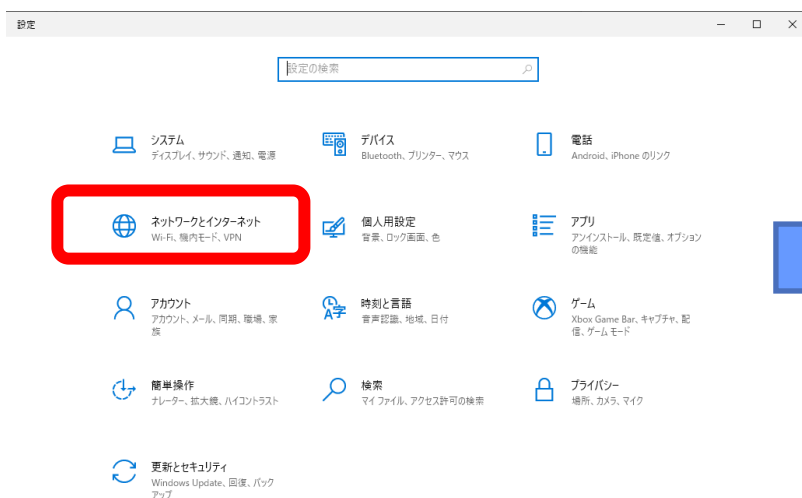 設定
設定の検索
システム
ディスプレイ、サウンド、通知、電源
デバイス
Bluetooth、プリンター、マウス
電話
Android、iPhone のリンク
ネットワークとインターネット
Wi-Fi、機内モード、VPN
個人用設定
背景、ロック画面、色
アプリ
アンインストール、既定値、オプション
の機能
アカウント
アカウント、メール、同期、職場、家
族
時刻と言語
音声認識、地域、日付
ゲーム
Xbox Game Bar、キャプチャ、配
信、ゲーム モード
簡単操作
ナレーター、拡大鏡、ハイコントラスト
検索
マイ ファイル、アクセス許可の検索
プライバシー
場所、カメラ、マイク
更新とセキュリティ
Windows Update、回復、バック
アップ